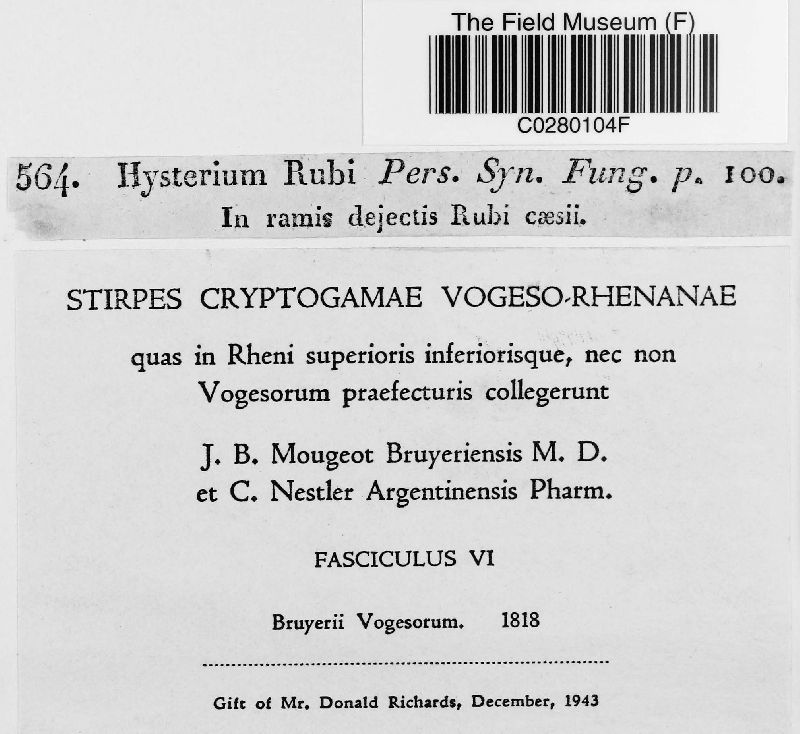 The Field Museum (F)
C0280104F
564. Hysterium Rubi Pers. Syn. Fung. p. 100.
In ramis dejectis Rubi cæsii.
STIRPES CRYPTOGAMAE VOGESO-RHENANAE
quas in Rheni superioris inferiorisque, nec non
Vogesorum praefecturis collegerunt
J. B. Mougeot Bruyeriensis M. D.
et C. Nestler Argentinensis Pharm.
FASCICULUS VI
Bruyerii Vogesorum. 1818
Gift of Mr. Donald Richards, December, 1943